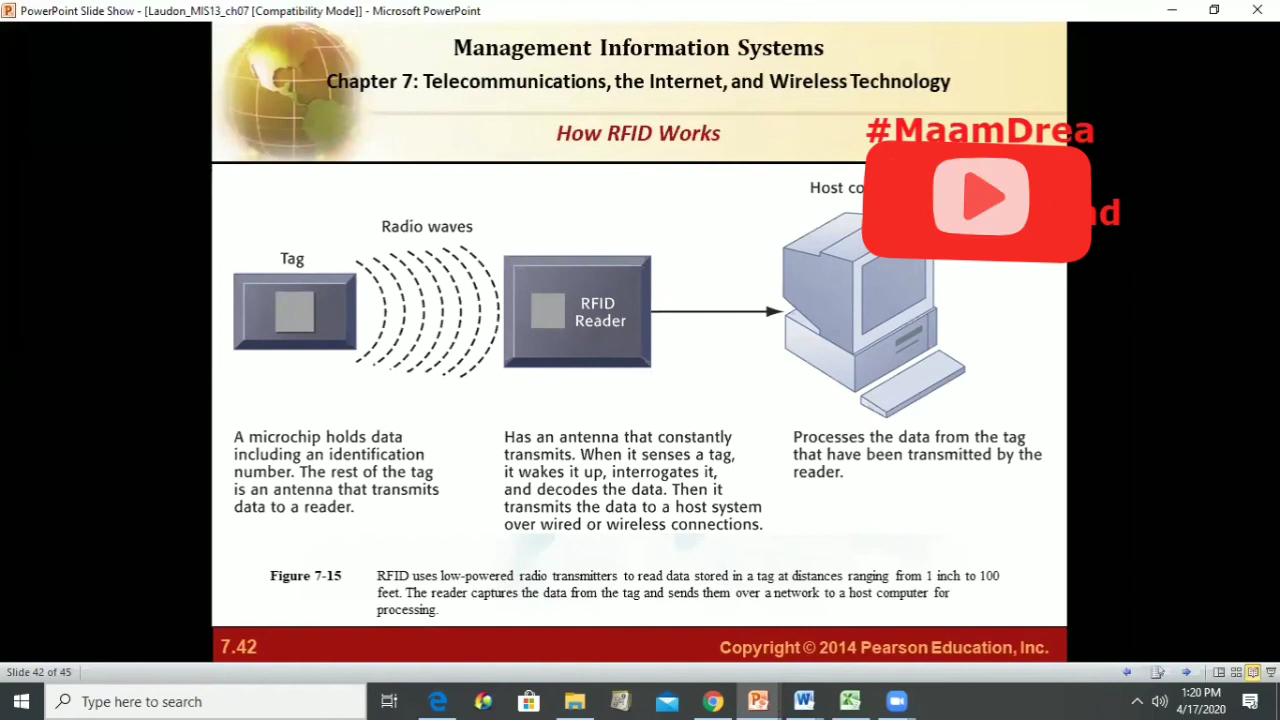 PowerPoint Slide Show - [Laudon_MIS13_ch07 [Compatibility Mode]] - Microsoft PowerPoint
Management Information Systems
Chapter 7: Telecommunications, the Internet, and Wireless Technology
How RFID Works
#MaamDrea
Host
Radio waves
Tag
RFID
Reader
A microchip holds data
including an identification
number. The rest of the tag
is an antenna that transmits
data to a reader.
Has an antenna that constantly
transmits. When it senses a tag,
it wakes it up, interrogates it,
and decodes the data. Then it
transmits the data to a host system
over wired or wireless connections.
Processes the data from the tag
that have been transmitted by the
reader.
Figure 7-15
RFID uses low-powered radio transmitters to read data stored in a tag at distances ranging from 1 inch to 100
feet. The reader captures the data from the tag and sends them over a network to a host computer for
processing.
7.42
Copyright © 2014 Pearson Education, Inc.
Slide 42 of 45
Type here to search
1:20 PM
4/17/2020